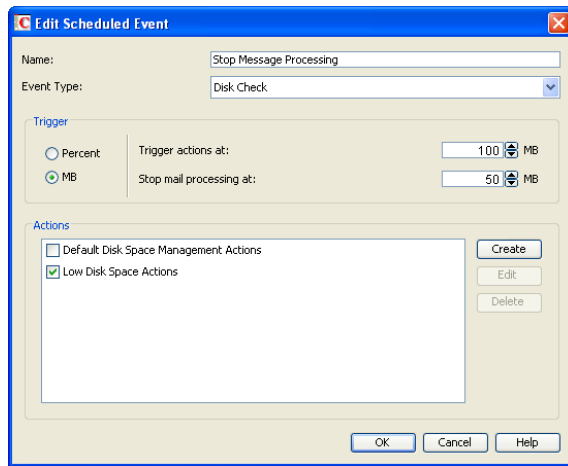 Edit Scheduled Event
Name: Stop Message Processing
Event Type: Disk Check
Trigger
Percent
MB
Trigger actions at: 100 MB
Stop mail processing at: 50 MB
Actions
Default Disk Space Management Actions
Low Disk Space Actions
Create
Edit
Delete
OK Cancel Help